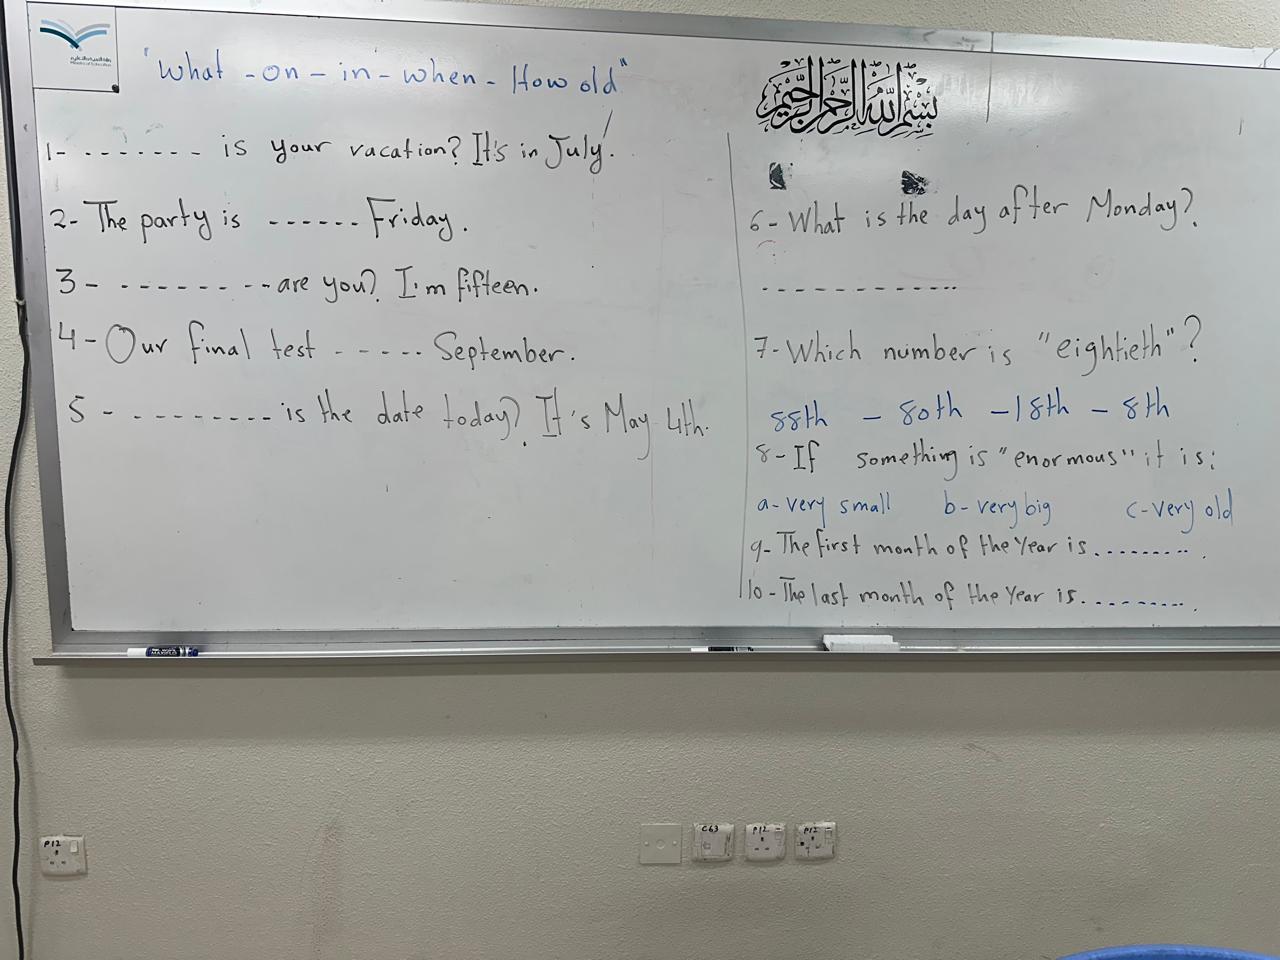 "What - on - in - when - How old"
1- ------- is your vacation? It's in July.
2- The party is ------ Friday.
3- -------- are you? I'm fifteen.
4- Our final test ----- September.
5 - --------- is the date today? It's May 4th.
بسم الله الرحمن الرحيم
6- What is the day after Monday?
------------
7- Which number is "eightieth"?
88th - 80th - 18th - 8th
8- If something is "enormous" it is:
a- very small b- very big c- very old
9- The first month of the Year is.........
10- The last month of the Year is.........
Ministry of Education
P12
C63
P12
P12